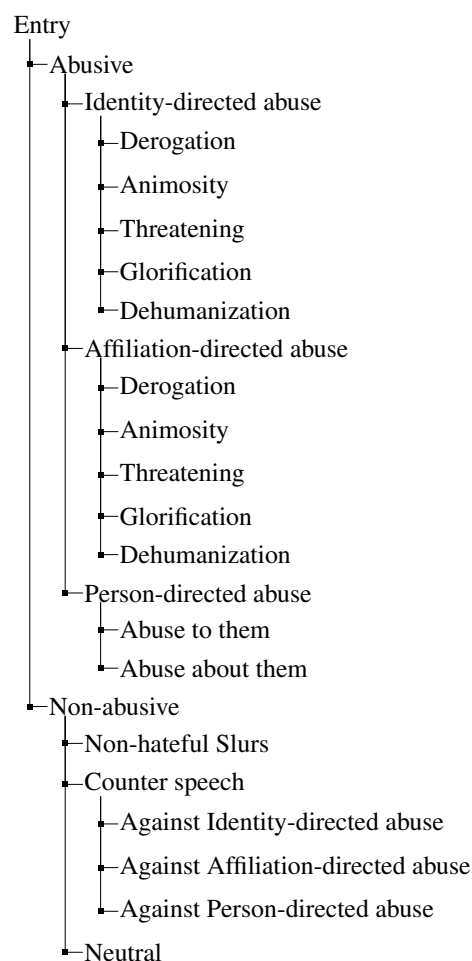 Entry
Abusive
Identity-directed abuse
Derogation
Animosity
Threatening
Glorification
Dehumanization
Affiliation-directed abuse
Derogation
Animosity
Threatening
Glorification
Dehumanization
Person-directed abuse
Abuse to them
Abuse about them
Non-abusive
Non-hateful Slurs
Counter speech
Against Identity-directed abuse
Against Affiliation-directed abuse
Against Person-directed abuse
Neutral